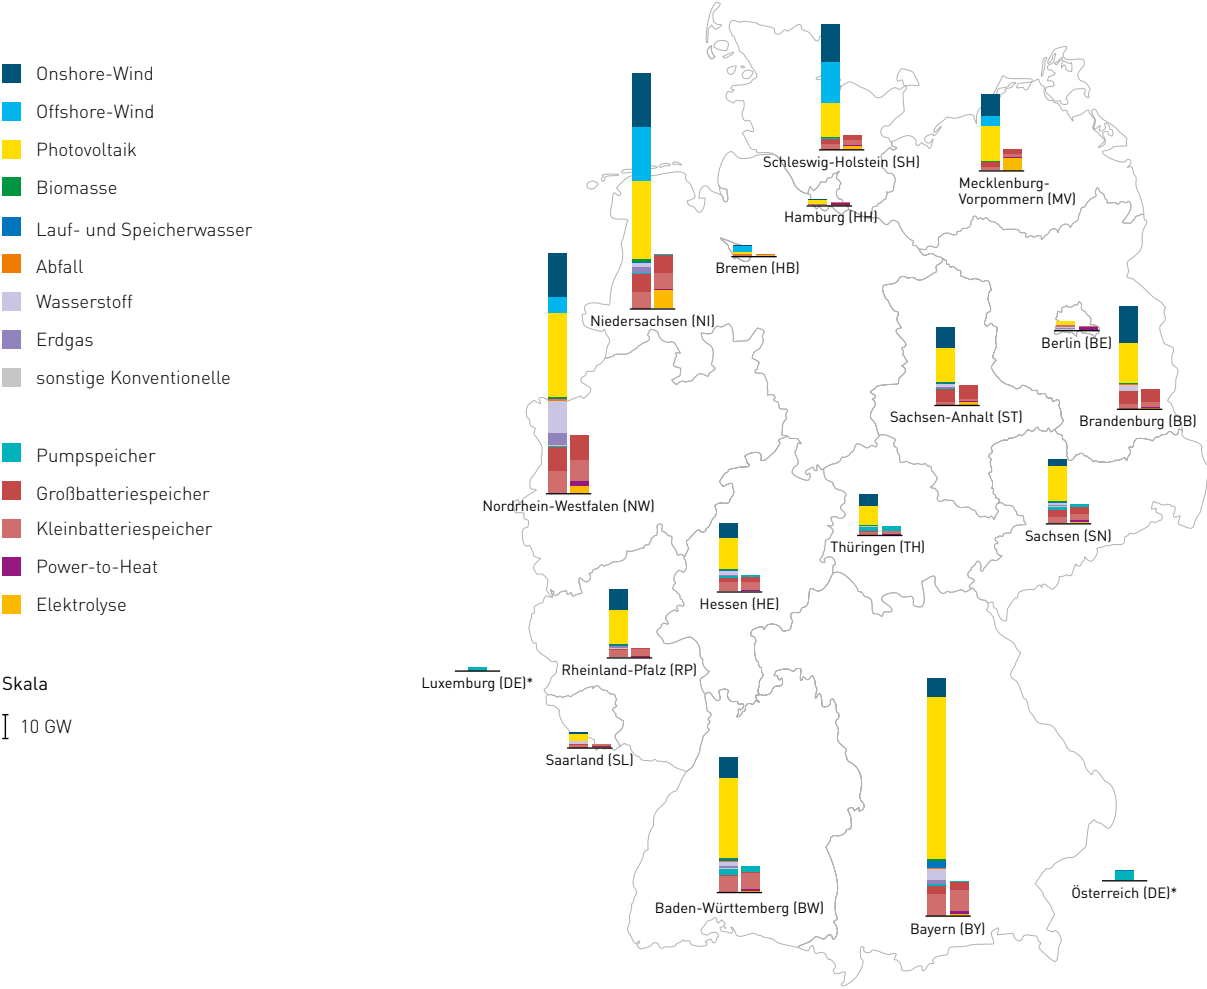 Onshore-Wind
Offshore-Wind
Photovoltaik
Biomasse
Lauf- und Speicherwasser
Abfall
Wasserstoff
Erdgas
sonstige Konventionelle
Pumpspeicher
Großbatteriespeicher
Kleinbatteriespeicher
Power-to-Heat
Elektrolyse
Skala
10 GW
Schleswig-Holstein (SH)
Mecklenburg-
Vorpommern (MV)
Hamburg (HH)
Bremen (HB)
Niedersachsen (NI)
Berlin (BE)
Sachsen-Anhalt (ST)
Brandenburg (BB)
Nordrhein-Westfalen (NW)
Thüringen (TH)
Sachsen (SN)
Hessen (HE)
Rheinland-Pfalz (RP)
Luxemburg (DE)*
Saarland (SL)
Baden-Württemberg (BW)
Bayern (BY)
Österreich (DE)*